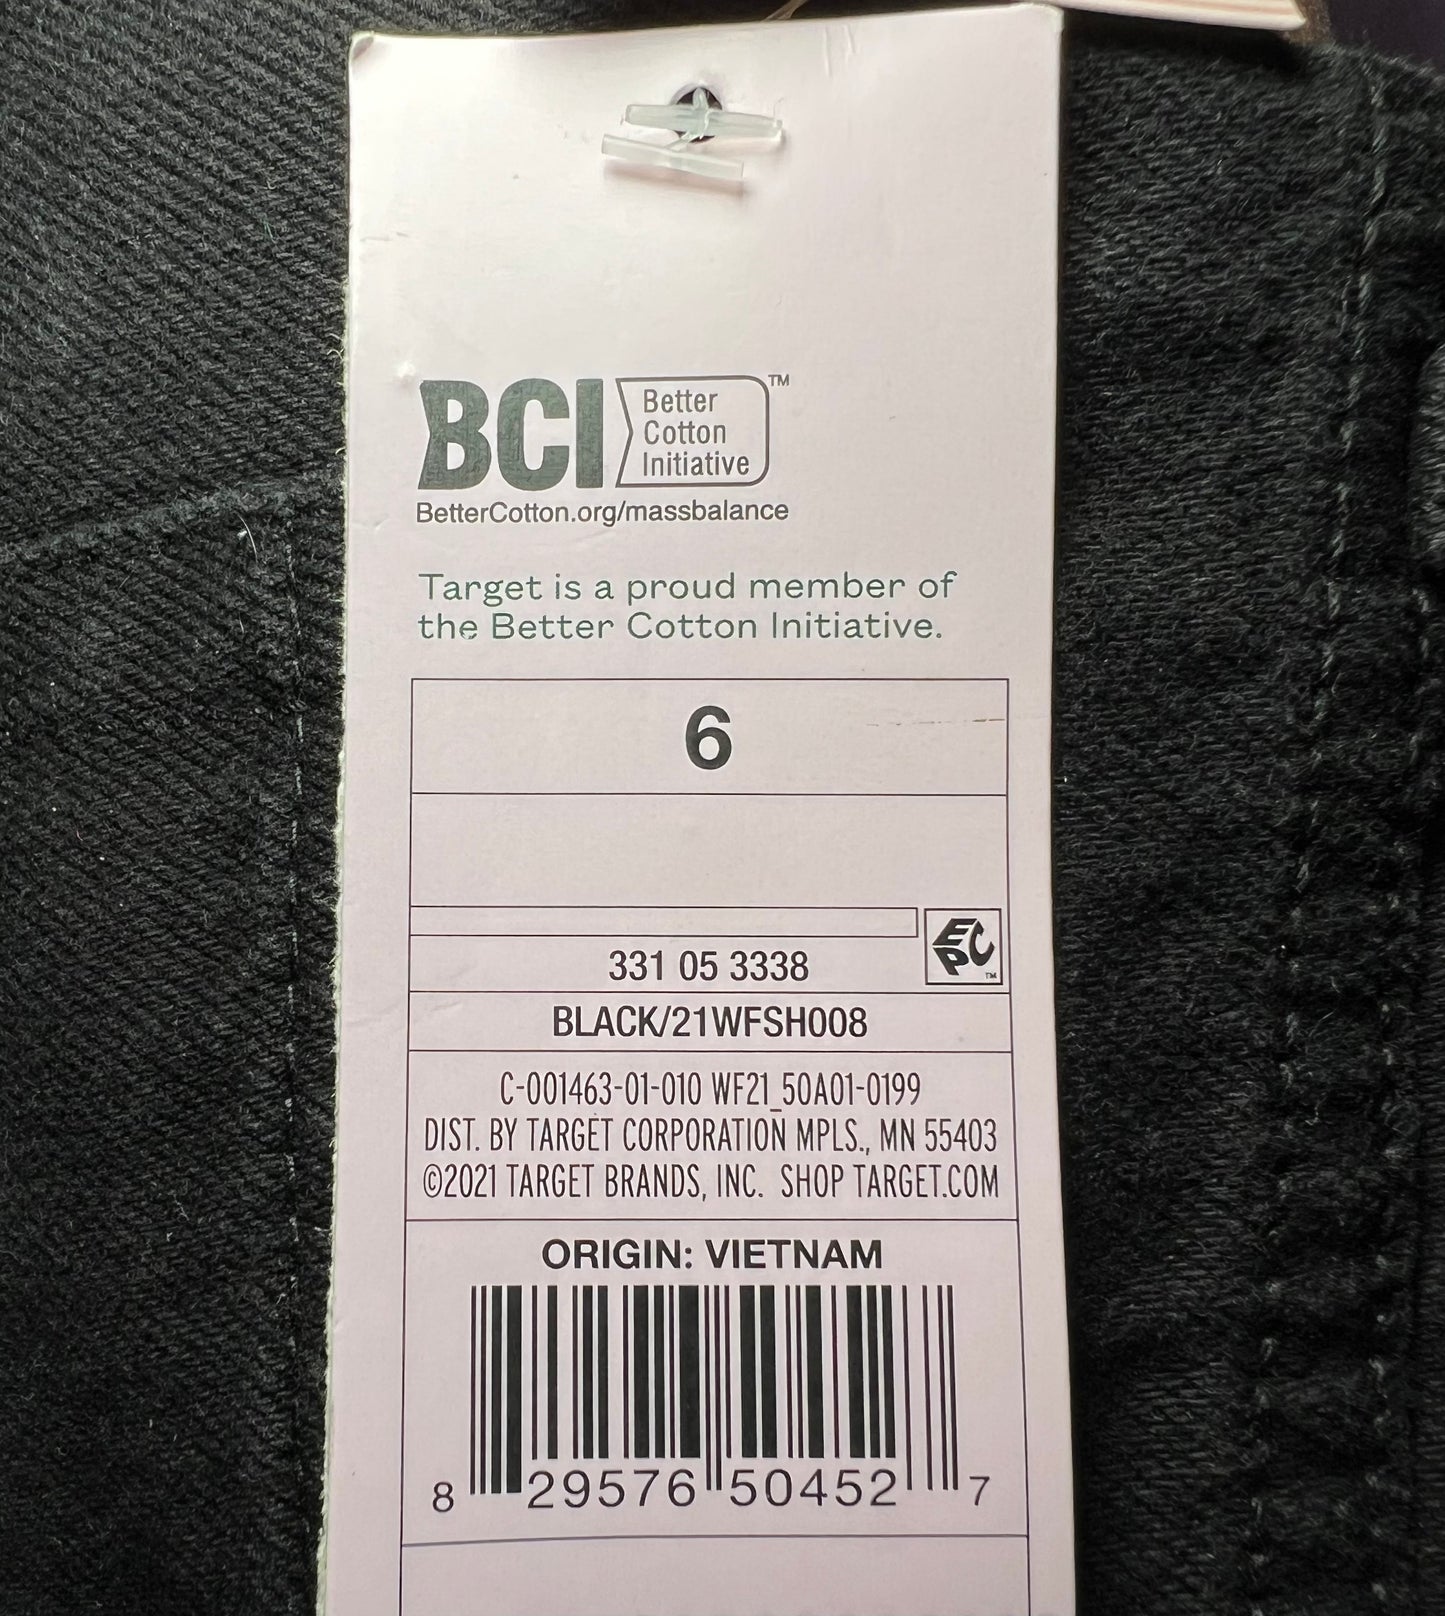 BCI
Better
Cotton
Initiative
™
BetterCotton.org/massbalance
Target is a proud member of
the Better Cotton Initiative.
6
EPC
™
331 05 3338
BLACK/21WFSH008
C-001463-01-010 WF21_50A01-0199
DIST. BY TARGET CORPORATION MPLS., MN 55403
©2021 TARGET BRANDS, INC. SHOP TARGET.COM
ORIGIN: VIETNAM
8 29576 50452 7